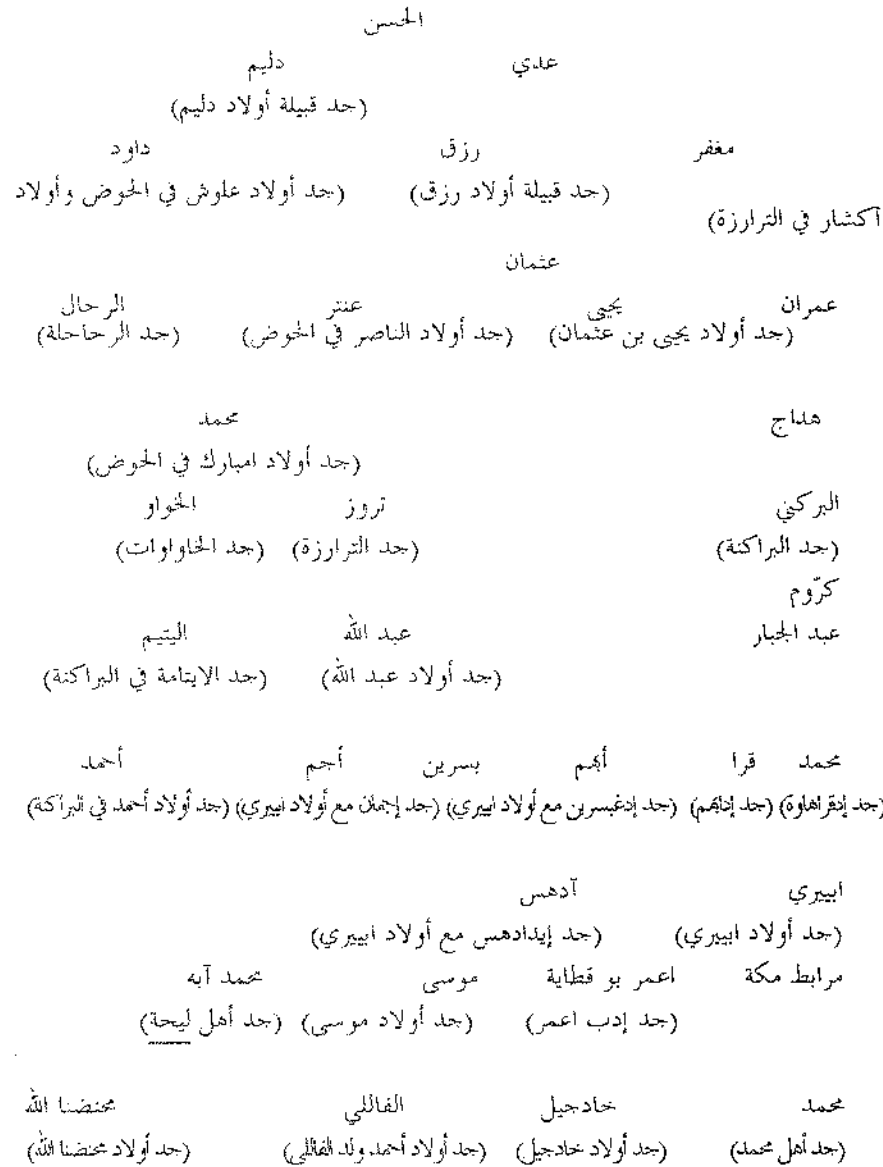 الحسن
عدي دليم
(جد قبيلة أولاد دليم)
مغفر رزق داود
(جد قبيلة أولاد رزق) (جد أولاد علوش في الحوض وأولاد
آكشار في الترارزة)
عثمان
عمران يحيى عنتر الرحال
(جد أولاد يحيى بن عثمان) (جد أولاد الناصر في الحوض) (جد الرحاحلة)
هداج محمد
(جد أولاد امبارك في الحوض)
البركني تروز الخواو
(جد البراكنة) (جد الترارزة) (جد الخاواوات)
كرّوم
عبد الجبار عبد الله اليتيم
(جد أولاد عبد الله) (جد الايتامة في البراكنة)
محمد قرا أبهم بسرين أجم أحمد
(جد إدقراهاوة) (جد إدابهم) (جد إدغبسرين مع أولاد ابييري) (جد إجمان مع أولاد ابييري) (جد أولاد أحمد في البراكنة)
ابييري آدهس
(جد أولاد ابييري) (جد إيدادهس مع أولاد ابييري)
مرابط مكة اعمر بو قطاية موسى محمد آبه
(جد إدب اعمر) (جد أولاد موسى) (جد أهل ليحة)
محمد خادجيل الفاللي محنضنا الله
(جد أهل محمد) (جد أولاد خادجيل) (جد أولاد أحمد ولد الفاللي) (جد أولاد محنضنا الله)